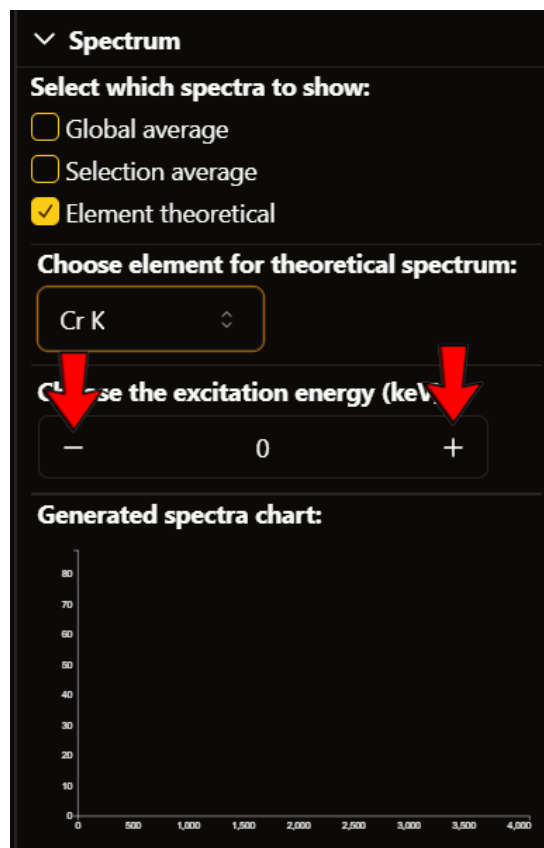 Spectrum
Select which spectra to show:
Global average
Selection average
Element theoretical
Choose element for theoretical spectrum:
Cr K
the excitation energy
− 0 +
Generated spectra chart:
80
70
60
50
40
30
20
10
0
0 500 1,000 1,500 2,000 2,500 3,000 3,500 4,000